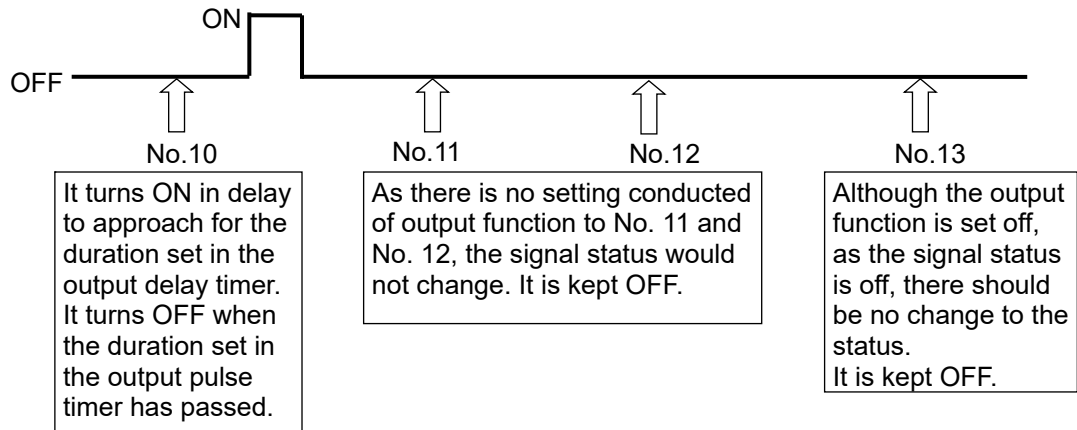 ON
OFF
No.10
No.11
No.12
No.13
It turns ON in delay
to approach for the
duration set in the
output delay timer.
It turns OFF when
the duration set in
the output pulse
timer has passed.
As there is no setting conducted
of output function to No. 11 and
No. 12, the signal status would
not change. It is kept OFF.
Although the output
function is set off,
as the signal status
is off, there should
be no change to the
status.
It is kept OFF.